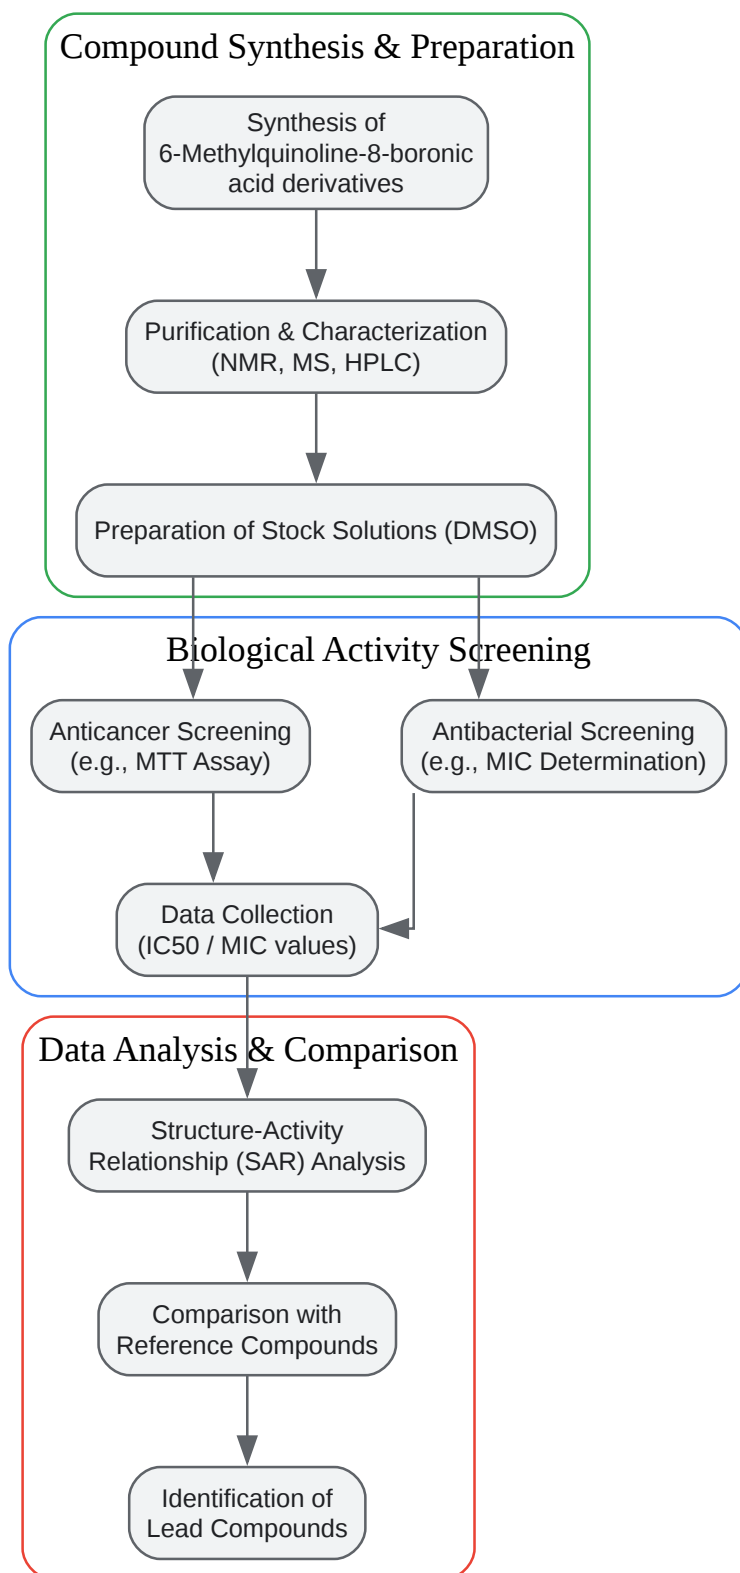 Compound Synthesis & Preparation
Synthesis of
6-Methylquinoline-8-boronic
acid derivatives
Purification & Characterization
(NMR, MS, HPLC)
Preparation of Stock Solutions (DMSO)
Biological Activity Screening
Anticancer Screening
(e.g., MTT Assay)
Antibacterial Screening
(e.g., MIC Determination)
Data Collection
(IC50 / MIC values)
Data Analysis & Comparison
Structure-Activity
Relationship (SAR) Analysis
Comparison with
Reference Compounds
Identification of
Lead Compounds